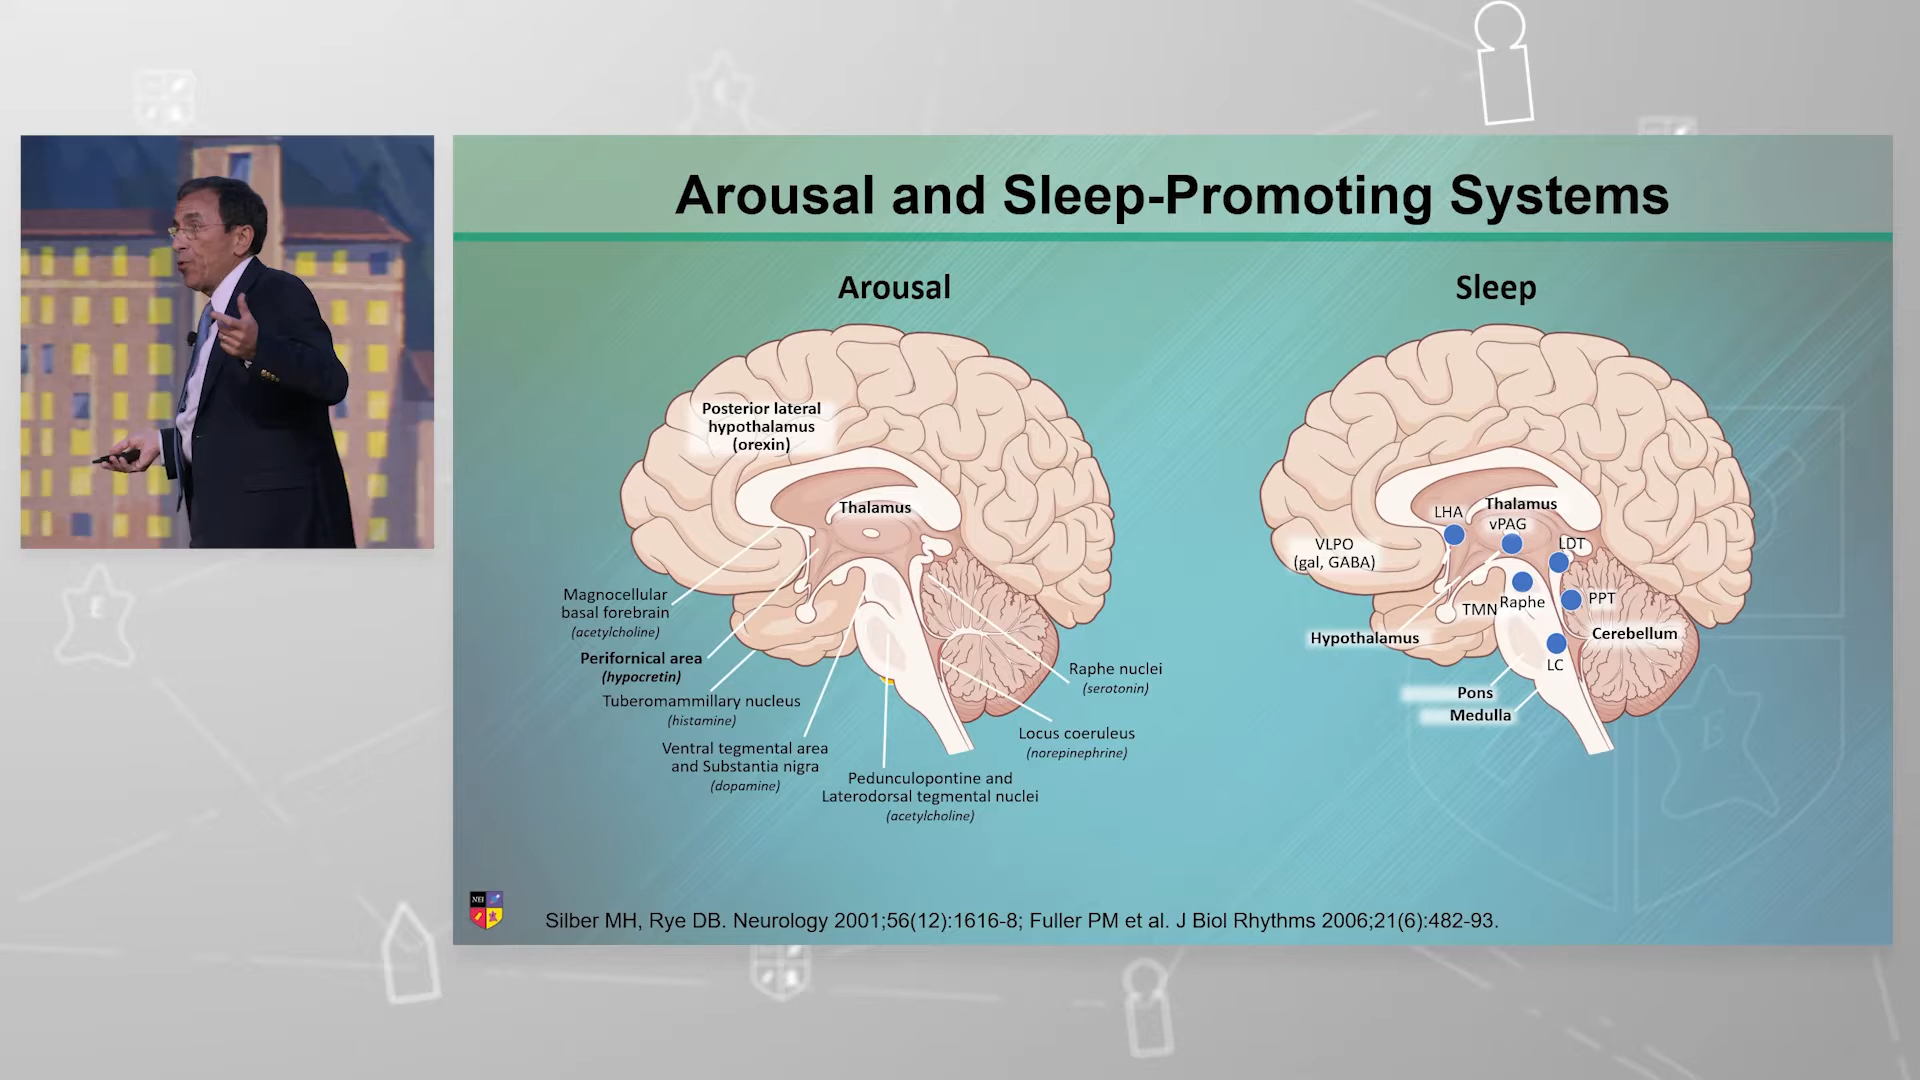 Arousal and Sleep-Promoting Systems
Arousal
Posterior lateral
hypothalamus
(orexin)
Thalamus
Magnocellular
basal forebrain
(acetylcholine)
Perifornical area
(hypocretin)
Tuberomammillary nucleus
(histamine)
Ventral tegmental area
and Substantia nigra
(dopamine)
Pedunculopontine and
Laterodorsal tegmental nuclei
(acetylcholine)
Raphe nuclei
(serotonin)
Locus coeruleus
(norepinephrine)
Sleep
LHA
Thalamus
vPAG
VLPO
(gal, GABA)
LDT
TMN
Raphe
PPT
Hypothalamus
Cerebellum
LC
Pons
Medulla
NEI
Silber MH, Rye DB. Neurology 2001;56(12):1616-8; Fuller PM et al. J Biol Rhythms 2006;21(6):482-93.